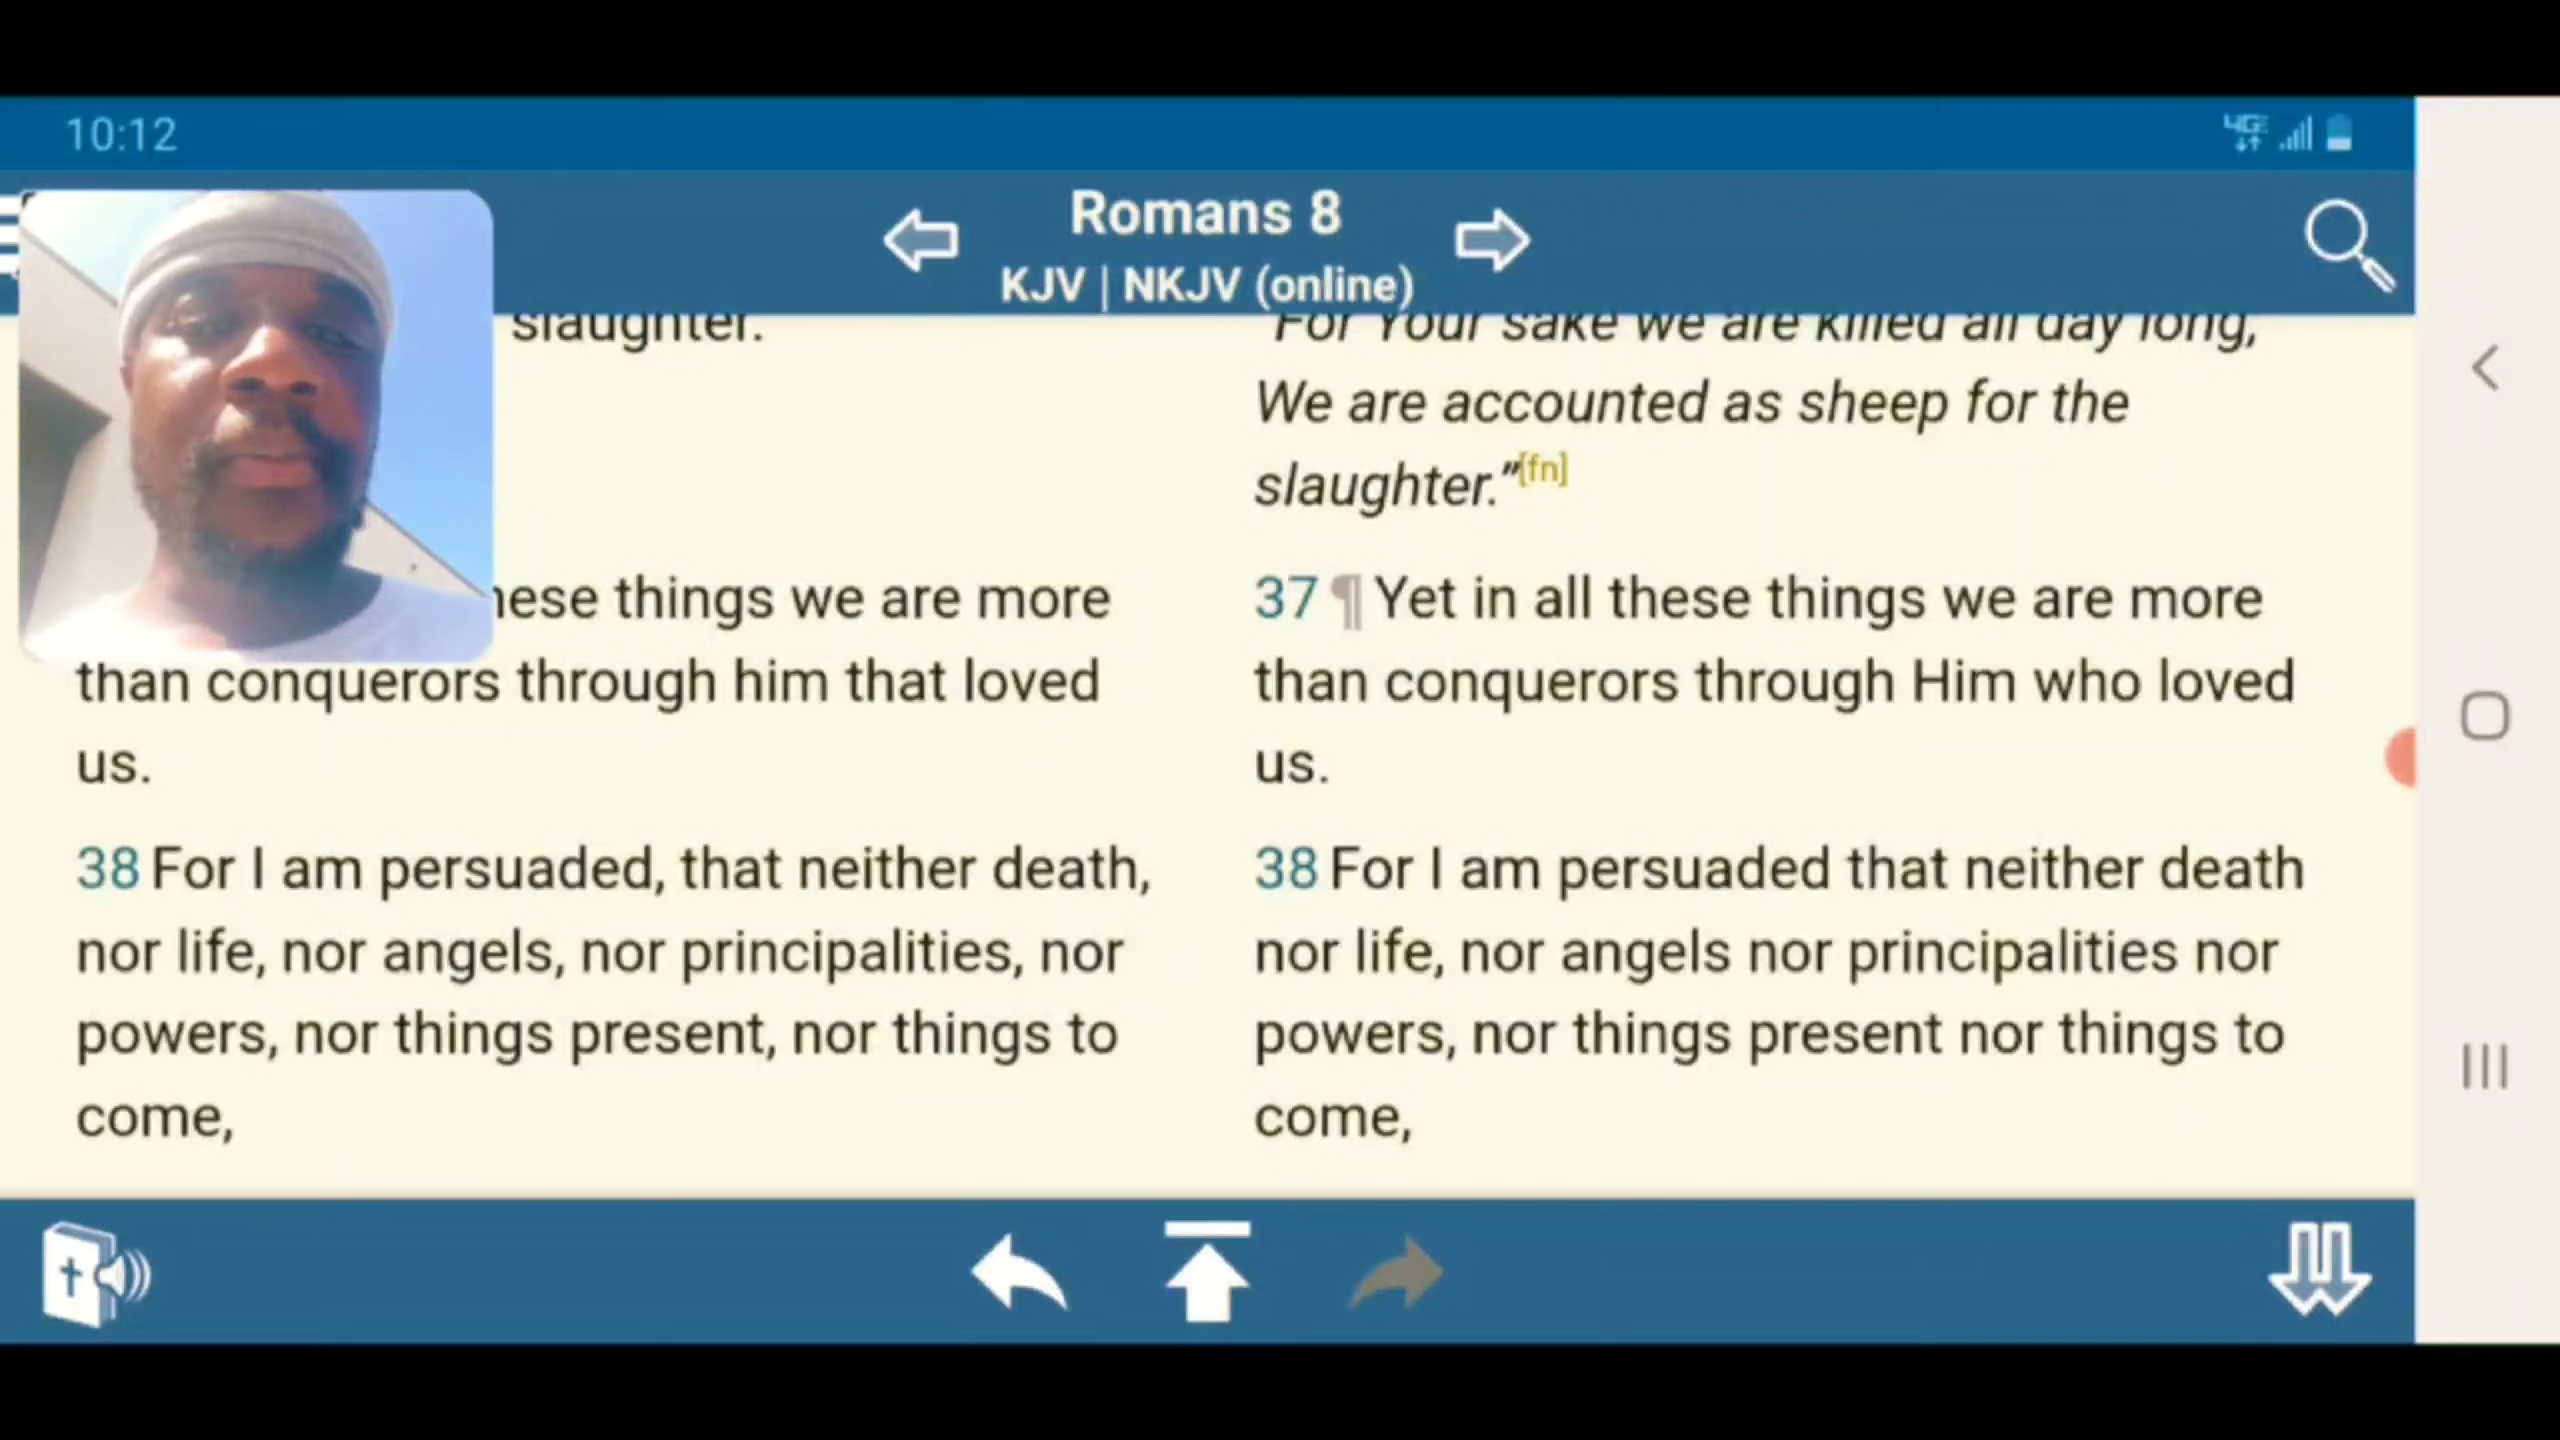 10:12
4GE
Romans 8
KJV | NKJV (online)
slaughter.
hese things we are more
than conquerors through him that loved
us.
38 For I am persuaded, that neither death,
nor life, nor angels, nor principalities, nor
powers, nor things present, nor things to
come,
"For Your sake we are killed all day long,
We are accounted as sheep for the
slaughter."[fn]
37 ¶ Yet in all these things we are more
than conquerors through Him who loved
us.
38 For I am persuaded that neither death
nor life, nor angels nor principalities nor
powers, nor things present nor things to
come,